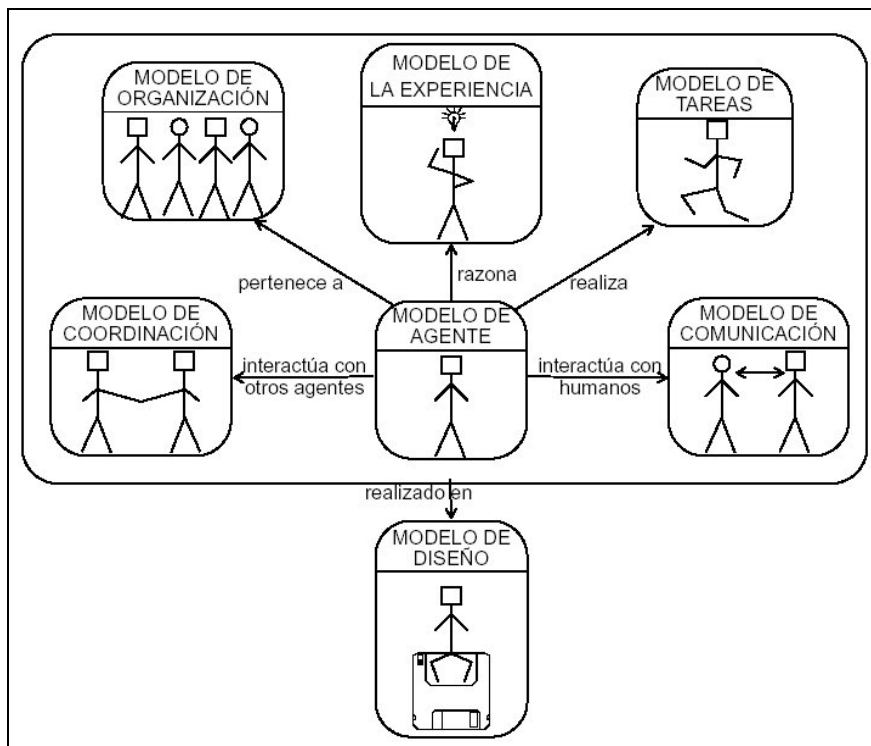 MODELO DE
ORGANIZACIÓN
MODELO DE
LA EXPERIENCIA
MODELO DE
TAREAS
pertenece a
razona
realiza
MODELO DE
COORDINACIÓN
interactúa con
otros agentes
MODELO DE
AGENTE
interactúa con
humanos
MODELO DE
COMUNICACIÓN
realizado en
MODELO DE
DISEÑO